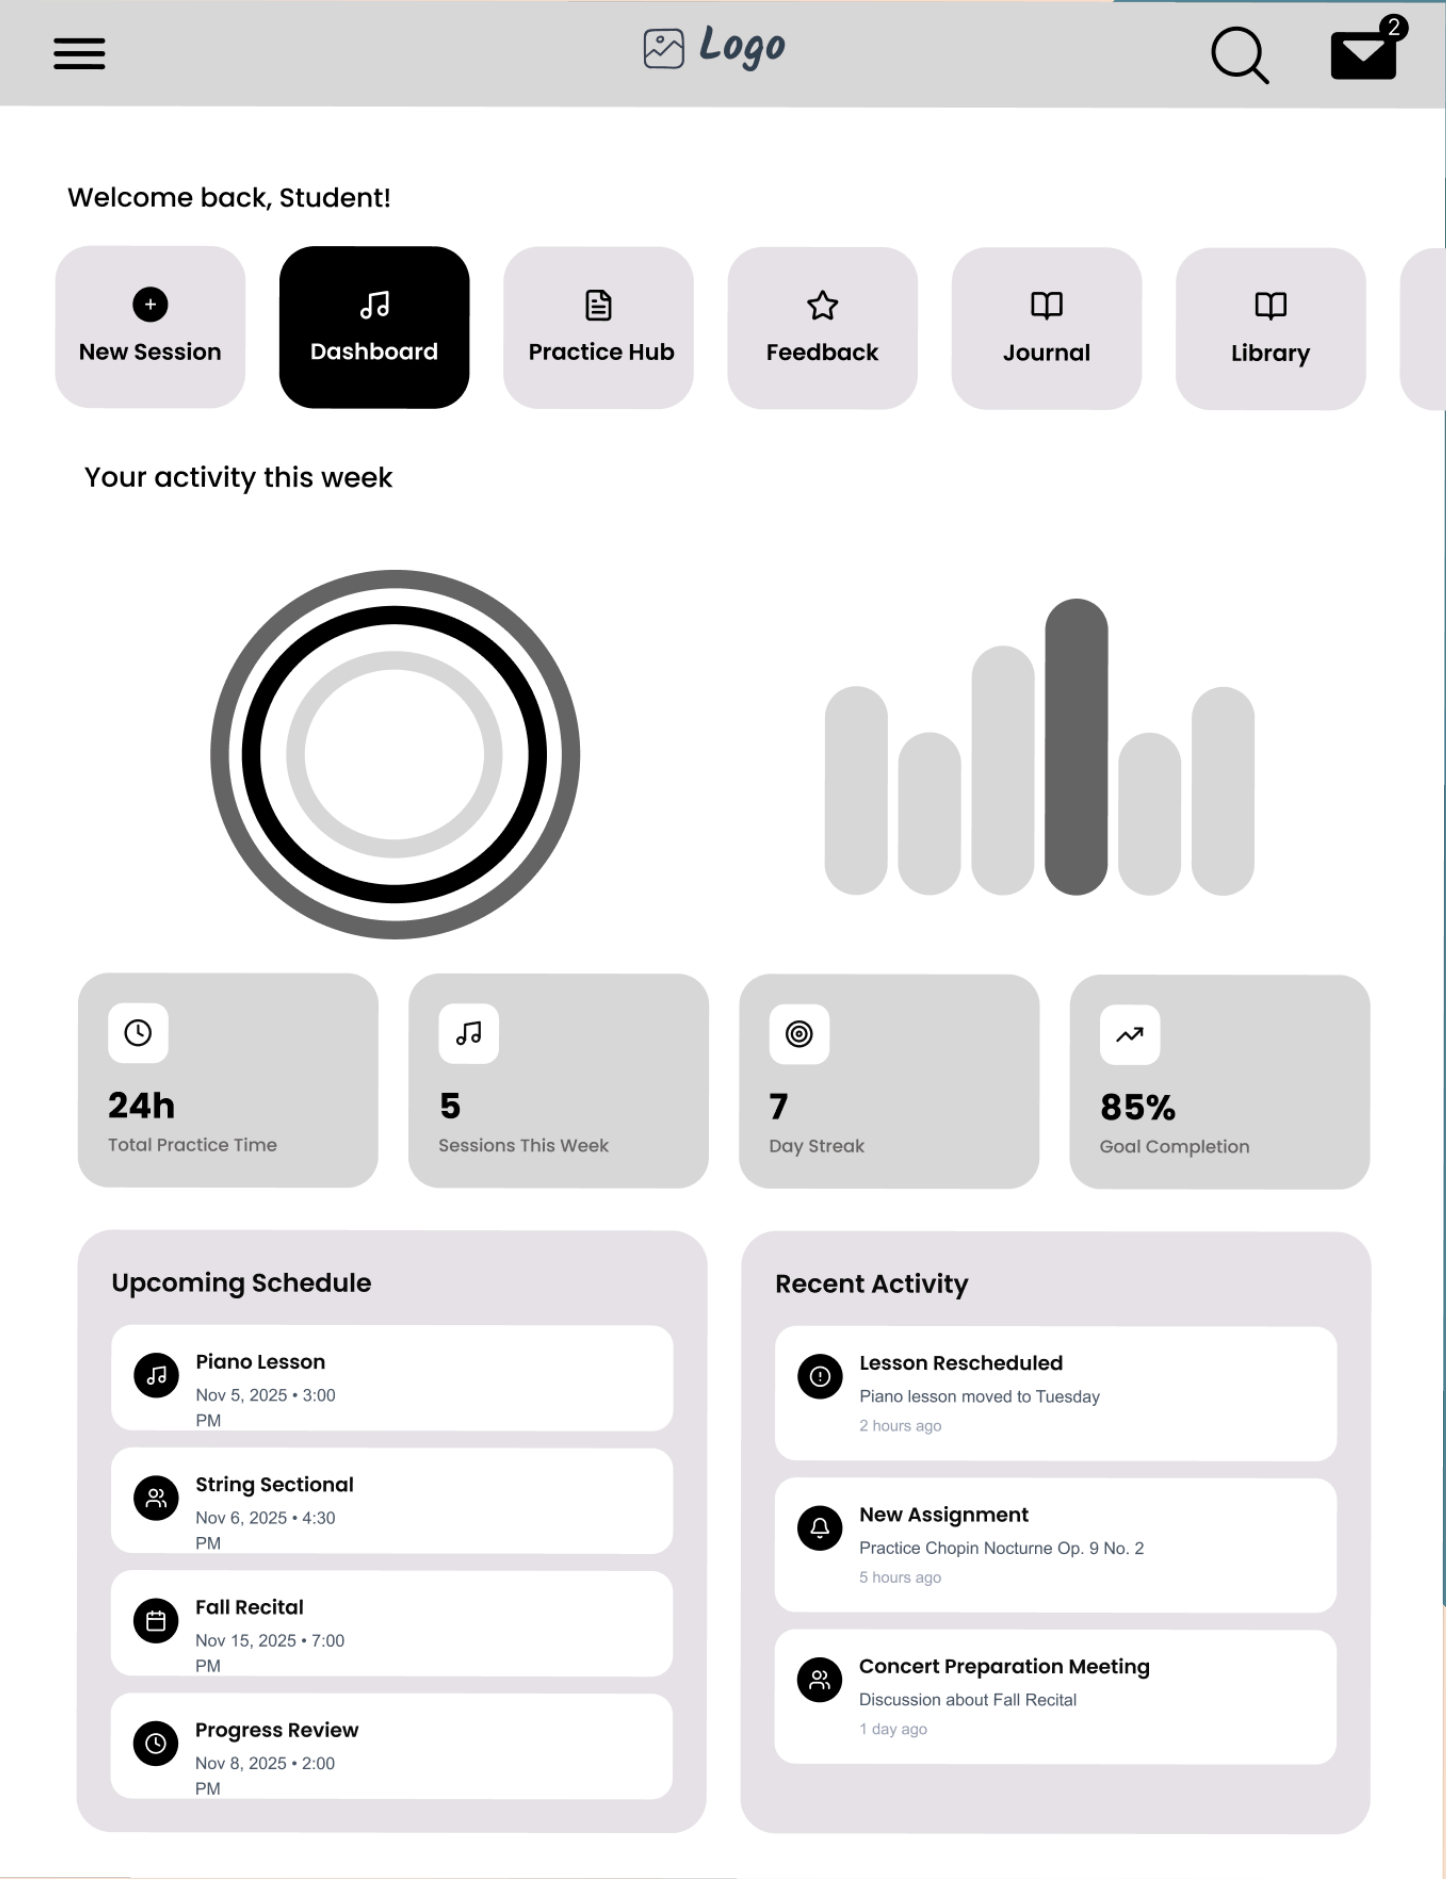 Logo
2
Welcome back, Student!
New Session
Dashboard
Practice Hub
Feedback
Journal
Library
Your activity this week
24h
Total Practice Time
5
Sessions This Week
7
Day Streak
85%
Goal Completion
Upcoming Schedule
Piano Lesson
Nov 5, 2025 • 3:00
PM
String Sectional
Nov 6, 2025 • 4:30
PM
Fall Recital
Nov 15, 2025 • 7:00
PM
Progress Review
Nov 8, 2025 • 2:00
PM
Recent Activity
Lesson Rescheduled
Piano lesson moved to Tuesday
2 hours ago
New Assignment
Practice Chopin Nocturne Op. 9 No. 2
5 hours ago
Concert Preparation Meeting
Discussion about Fall Recital
1 day ago